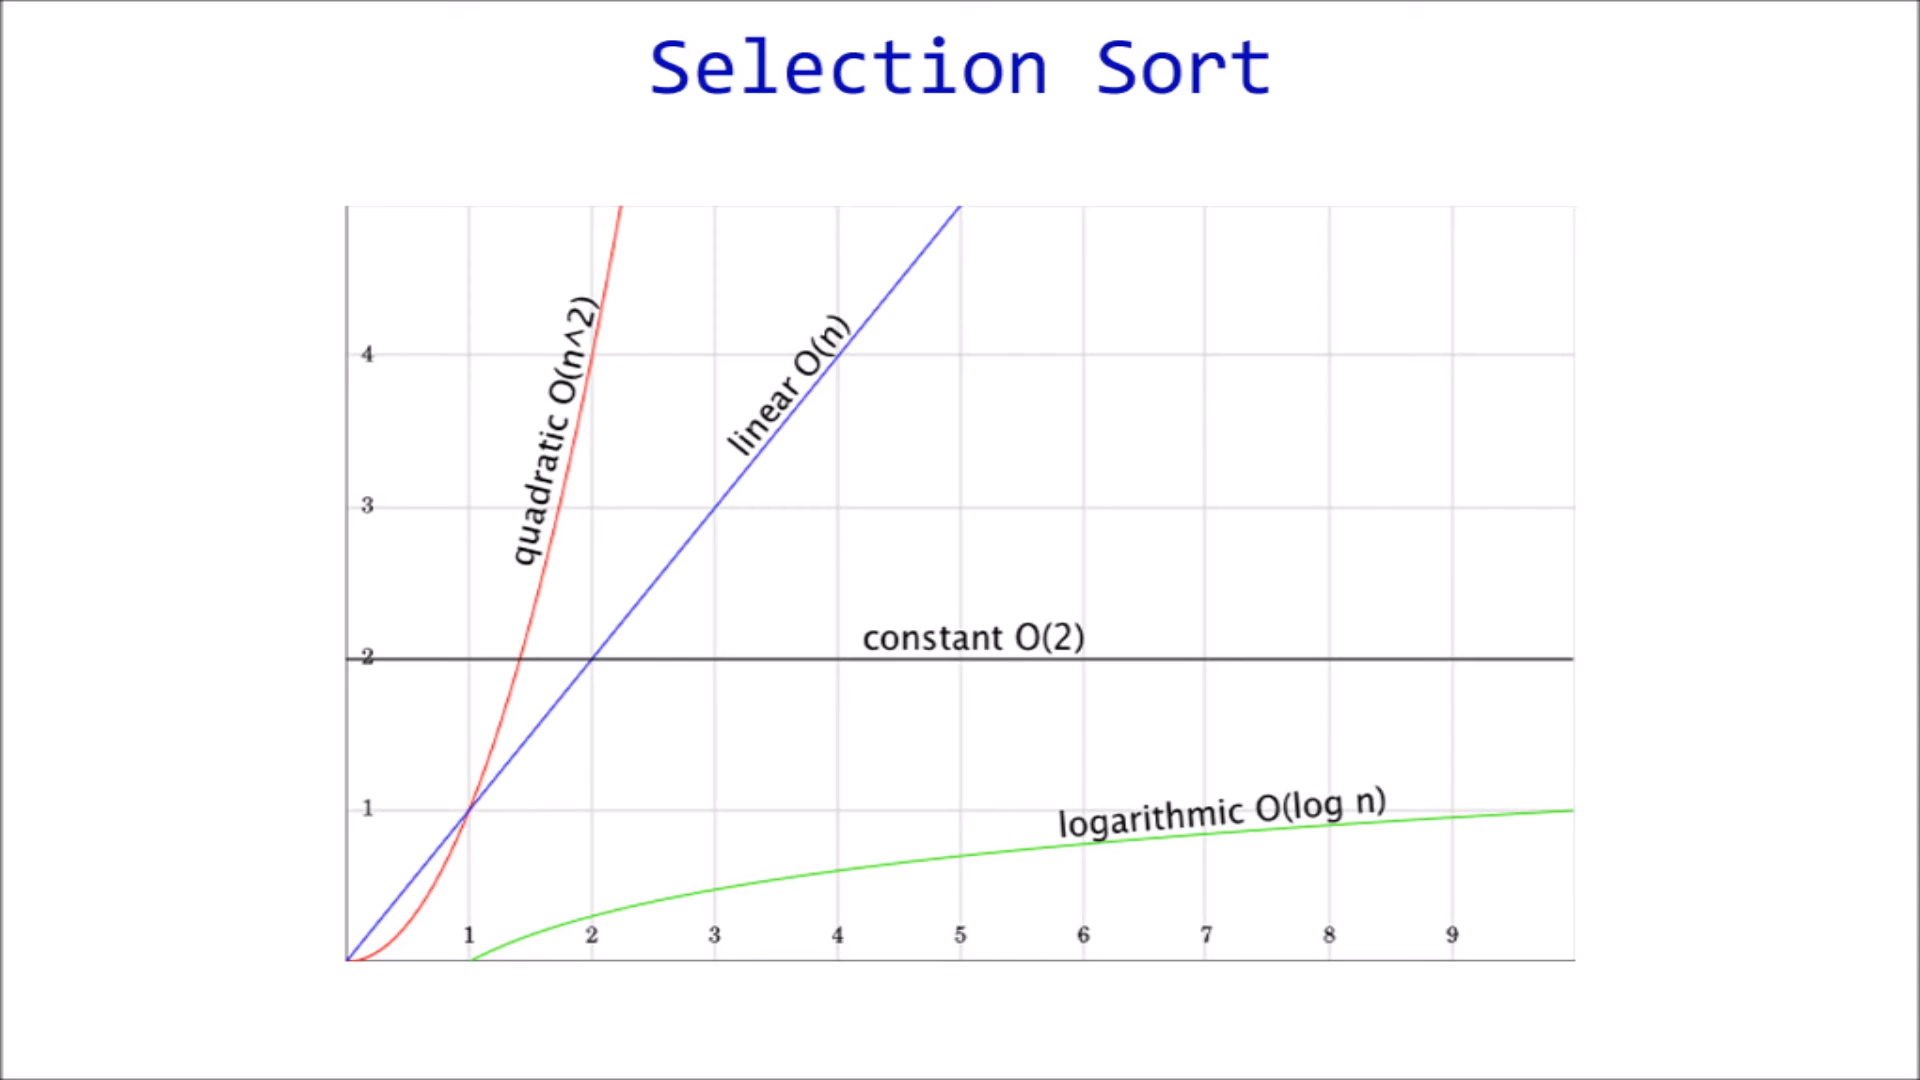 Selection Sort
quadratic O(n^2)
linear O(n)
4
3
constant O(2)
2
logarithmic O(log n)
1
1 2 3 4 5 6 7 8 9